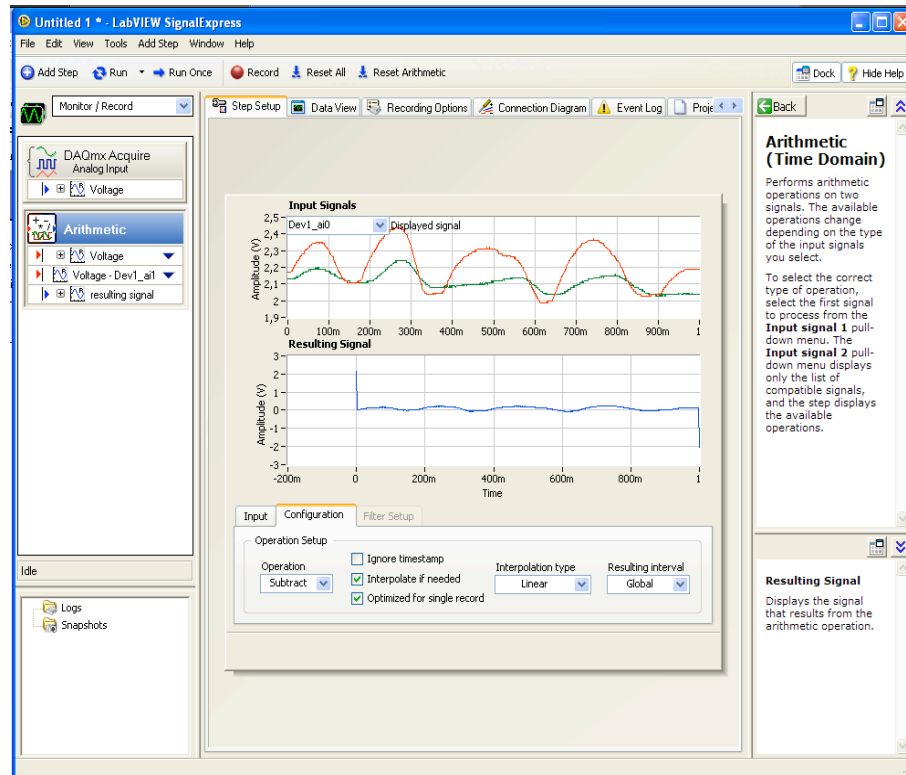 Untitled 1 * - LabVIEW SignalExpress
File Edit View Tools Add Step Window Help
Add Step Run Run Once Record Reset All Reset Arithmetic Dock Hide Help
Monitor / Record
Step Setup Data View Recording Options Connection Diagram Event Log Proje
Back
DAQmx Acquire
Analog Input
Voltage
Arithmetic
Voltage
Voltage - Dev1_ai1
resulting signal
Idle
Logs
Snapshots
Input Signals
Dev1_ai0 Displayed signal
Amplitude (V)
2,5
2,4
2,3
2,2
2,1
2
1,9
0 100m 200m 300m 400m 500m 600m 700m 800m 900m 1
Resulting Signal
Amplitude (V)
3
2
1
0
-1
-2
-3
-200m 0 200m 400m 600m 800m 1
Time
Input Configuration Filter Setup
Operation Setup
Operation
Subtract
Ignore timestamp
Interpolate if needed
Optimized for single record
Interpolation type
Linear
Resulting interval
Global
Arithmetic
(Time Domain)
Performs arithmetic
operations on two
signals. The available
operations change
depending on the type
of the input signals
you select.
To select the correct
type of operation,
select the first signal
to process from the
Input signal 1 pull-
down menu. The
Input signal 2 pull-
down menu displays
only the list of
compatible signals,
and the step displays
the available
operations.
Resulting Signal
Displays the signal
that results from the
arithmetic operation.